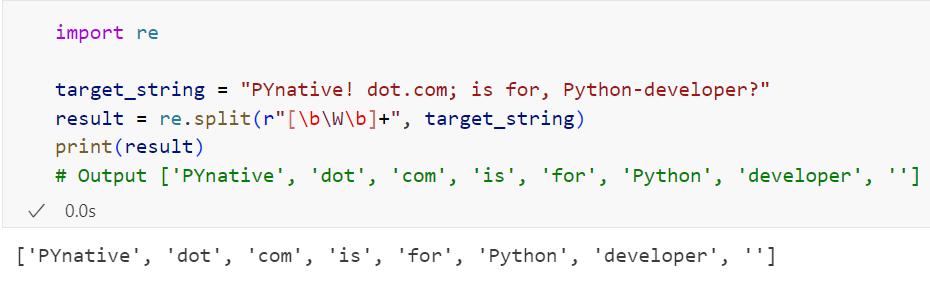 import re
target_string = "PYnative! dot.com; is for, Python-developer?"
result = re.split(r"[\b\W\b]+", target_string)
print(result)
# Output ['PYnative', 'dot', 'com', 'is', 'for', 'Python', 'developer', '']
✓ 0.0s
['PYnative', 'dot', 'com', 'is', 'for', 'Python', 'developer', '']